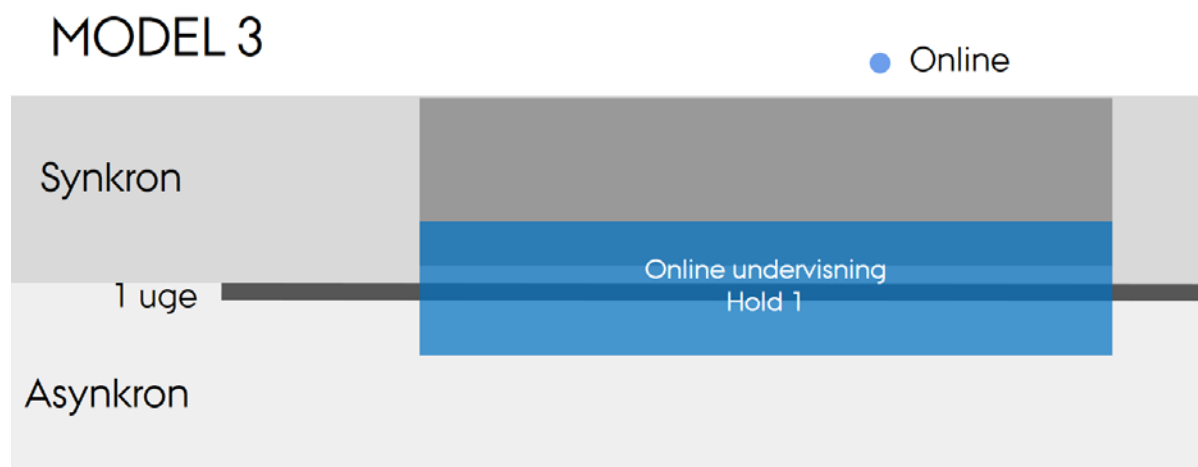 MODEL 3
Online
Synkron
Online undervisning
Hold 1
1 uge
Asynkron